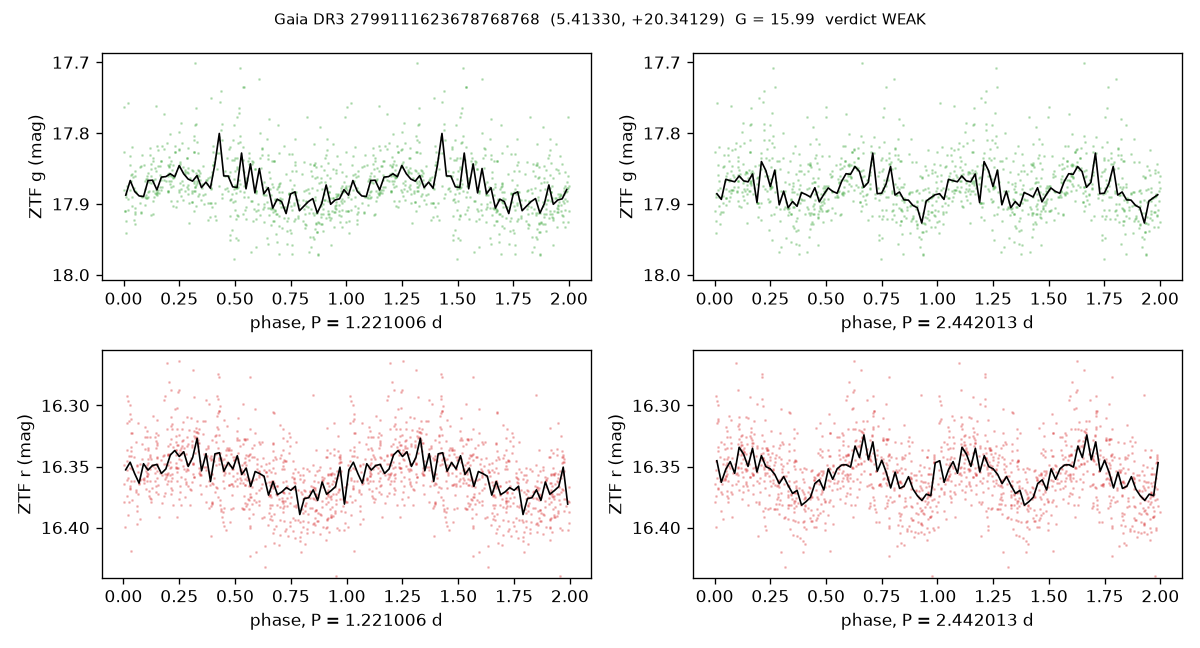 Gaia DR3 2799111623678768768 (5.41330, +20.34129) G = 15.99 verdict WEAK
ZTF g (mag)
17.7
17.8
17.9
18.0
0.00 0.25 0.50 0.75 1.00 1.25 1.50 1.75 2.00
phase, P = 1.221006 d
ZTF g (mag)
17.7
17.8
17.9
18.0
0.00 0.25 0.50 0.75 1.00 1.25 1.50 1.75 2.00
phase, P = 2.442013 d
ZTF r (mag)
16.30
16.35
16.40
0.00 0.25 0.50 0.75 1.00 1.25 1.50 1.75 2.00
phase, P = 1.221006 d
ZTF r (mag)
16.30
16.35
16.40
0.00 0.25 0.50 0.75 1.00 1.25 1.50 1.75 2.00
phase, P = 2.442013 d